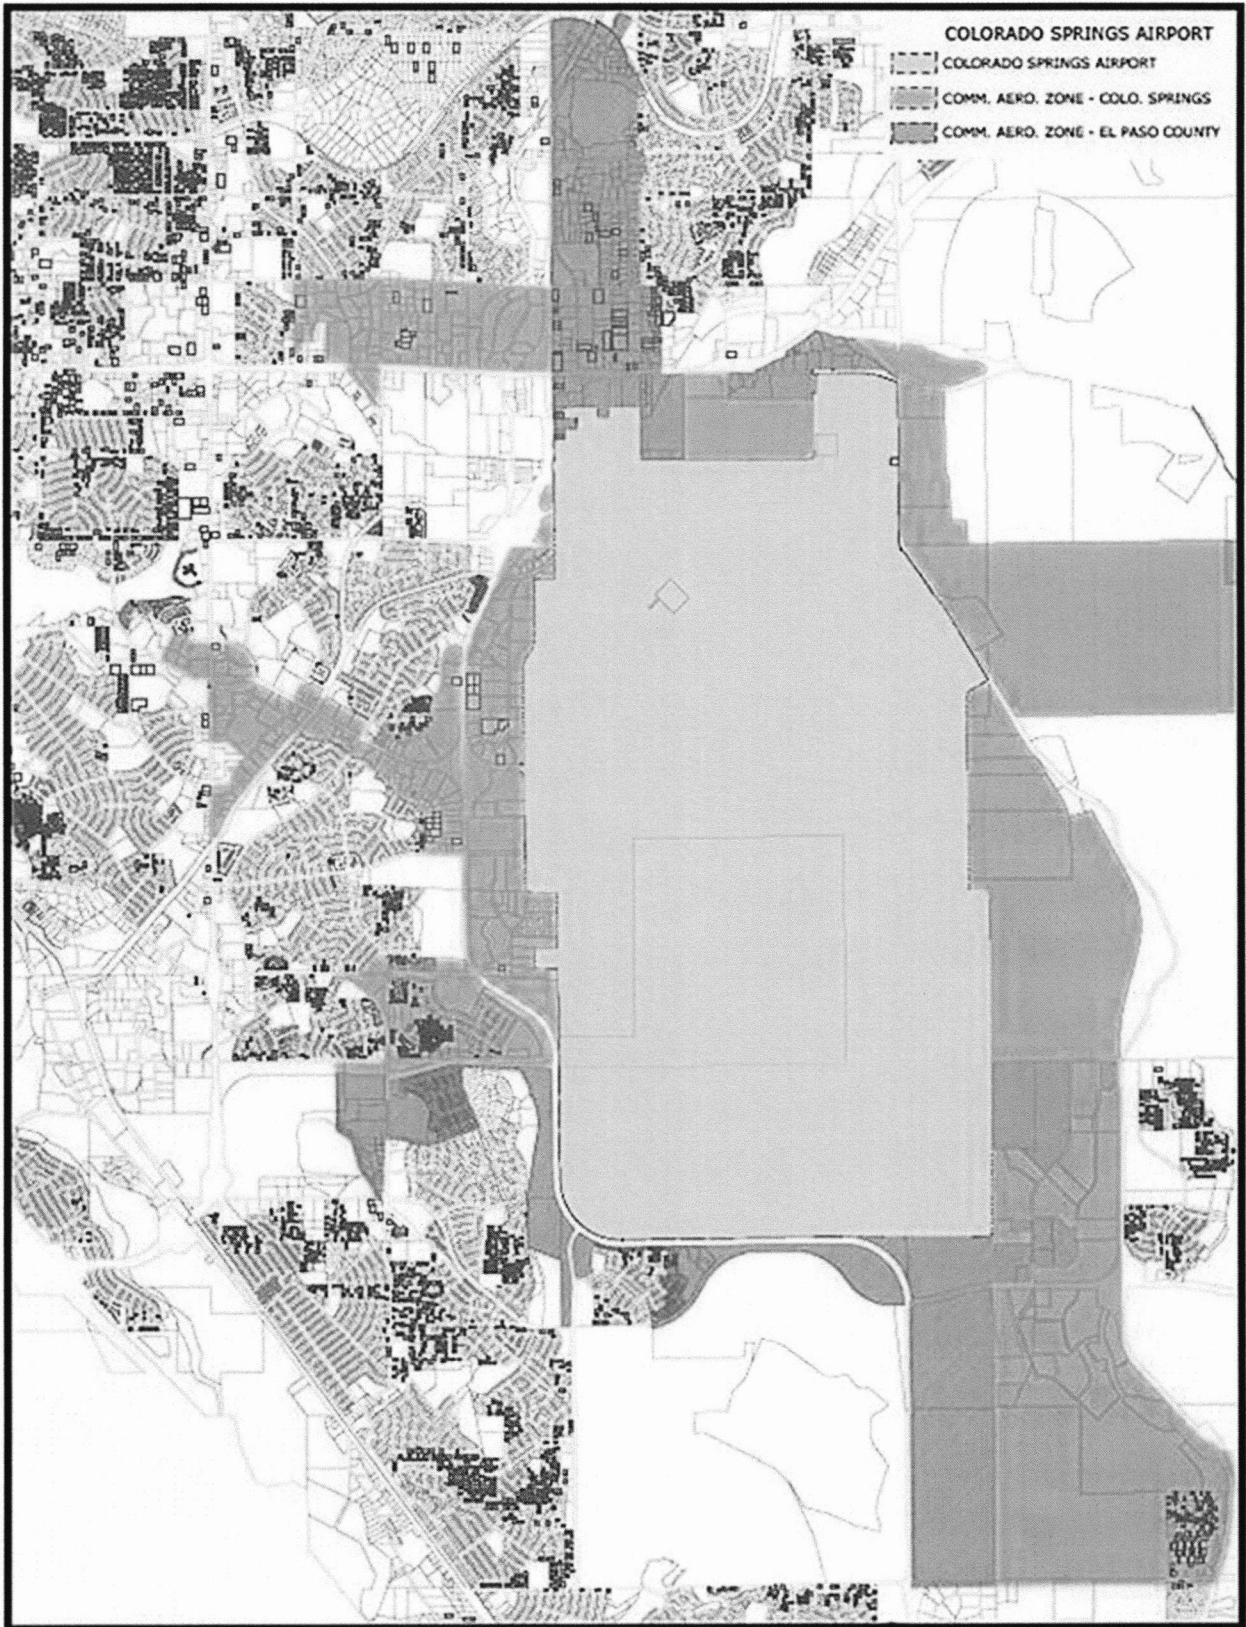 COLORADO SPRINGS AIRPORT
COLORADO SPRINGS AIRPORT
COMM. AERO. ZONE - COLO. SPRINGS
COMM. AERO. ZONE - EL PASO COUNTY